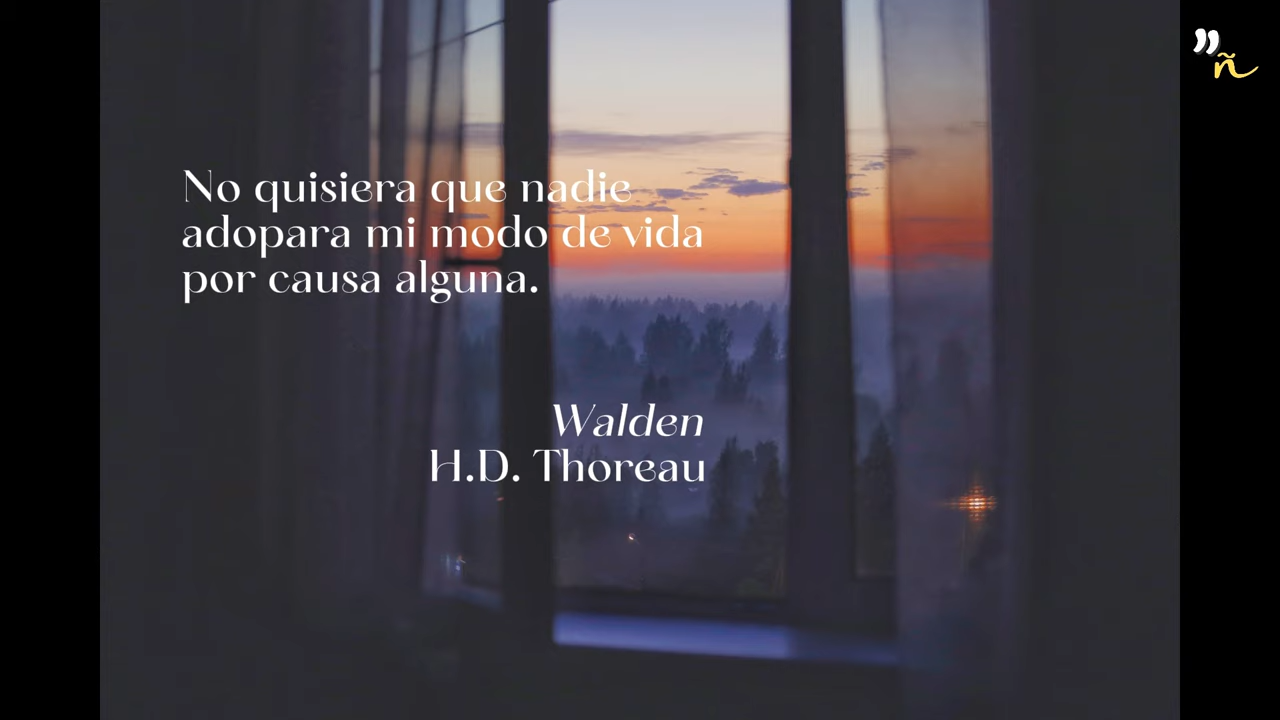 No quisiera que nadie
adopara mi modo de vida
por causa alguna.
Walden
H.D. Thoreau
”ñ